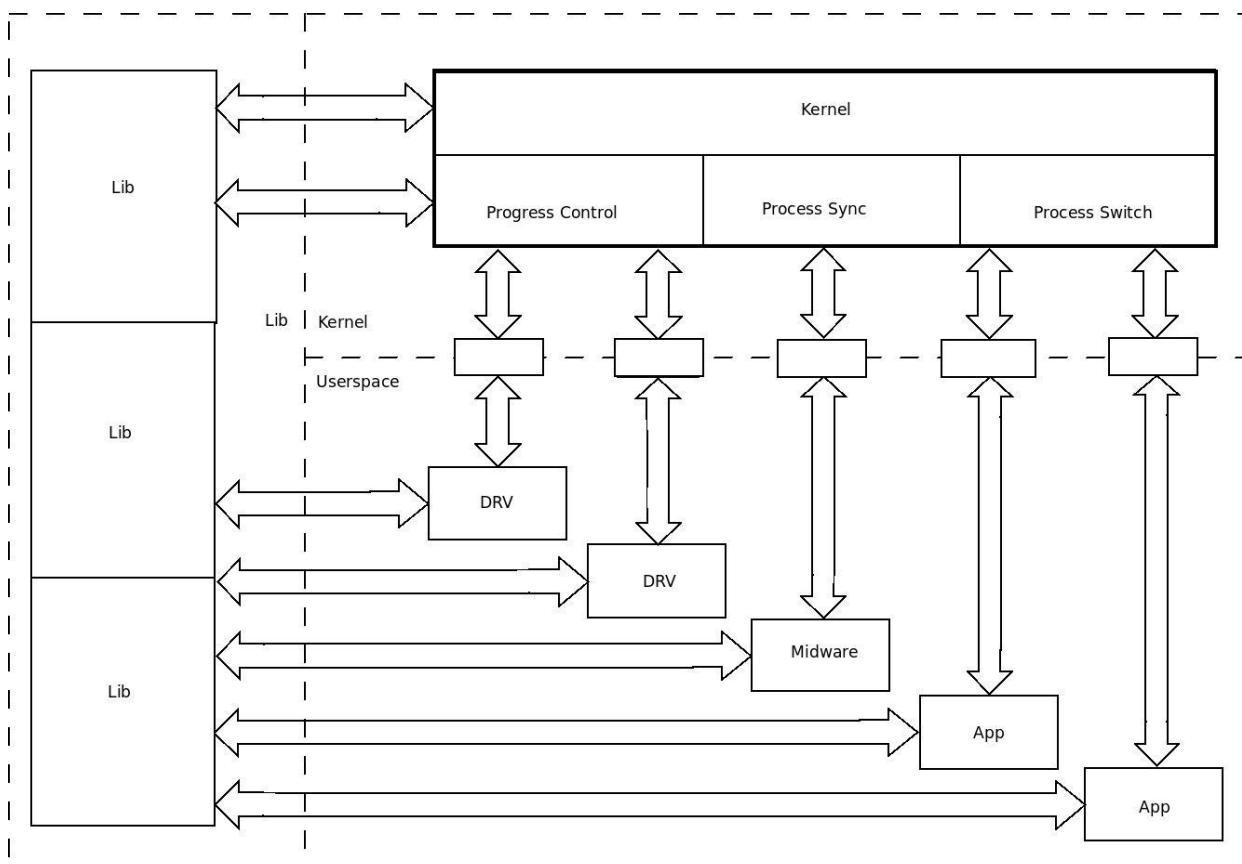 Kernel
Lib
Progress Control
Process Sync
Process Switch
Lib
Kernel
Userspace
Lib
DRV
DRV
Midware
Lib
App
App